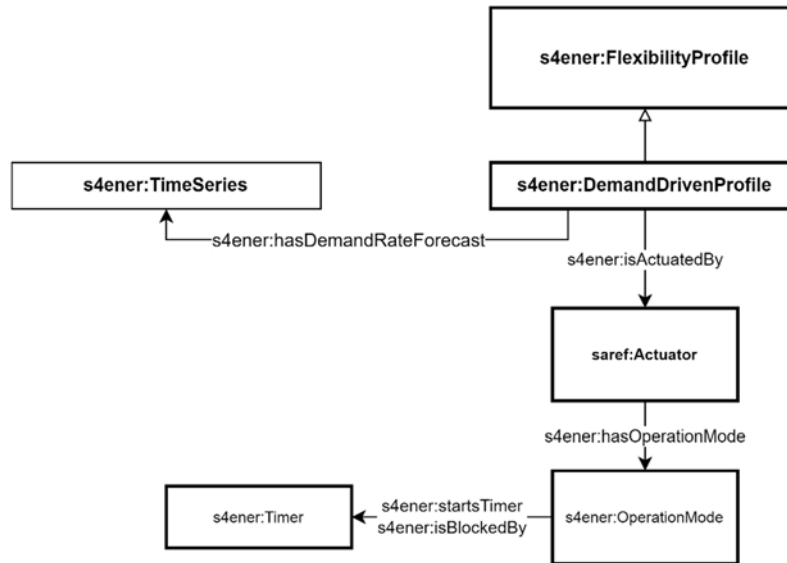 s4ener:FlexibilityProfile
s4ener:TimeSeries
s4ener:DemandDrivenProfile
s4ener:hasDemandRateForecast
s4ener:isActuatedBy
saref:Actuator
s4ener:hasOperationMode
s4ener:Timer
s4ener:startsTimer
s4ener:isBlockedBy
s4ener:OperationMode